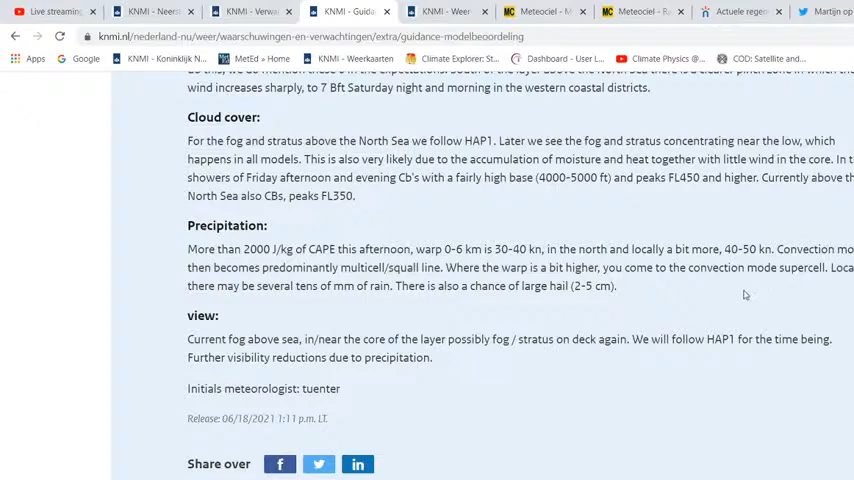 Live streaming
KNMI - Neers
KNMI - Verwa
KNMI - Guida
KNMI - Weer
Meteociel - M
Meteociel - R
Actuele regen
Martijn op
knmi.nl/nederland-nu/weer/waarschuwingen-en-verwachtingen/extra/guidance-modelbeoordeling
Apps
Google
KNMI - Koninklijk N...
MetEd » Home
KNMI - Weerkaarten
Climate Explorer: St...
Dashboard - User L...
Climate Physics @...
COD: Satellite and...
wind increases sharply, to 7 Bft Saturday night and morning in the western coastal districts.
Cloud cover:
For the fog and stratus above the North Sea we follow HAP1. Later we see the fog and stratus concentrating near the low, which
happens in all models. This is also very likely due to the accumulation of moisture and heat together with little wind in the core. In t
showers of Friday afternoon and evening Cb's with a fairly high base (4000-5000 ft) and peaks FL450 and higher. Currently above th
North Sea also CBs, peaks FL350.
Precipitation:
More than 2000 J/kg of CAPE this afternoon, warp 0-6 km is 30-40 kn, in the north and locally a bit more, 40-50 kn. Convection mo
then becomes predominantly multicell/squall line. Where the warp is a bit higher, you come to the convection mode supercell. Loca
there may be several tens of mm of rain. There is also a chance of large hail (2-5 cm).
view:
Current fog above sea, in/near the core of the layer possibly fog / stratus on deck again. We will follow HAP1 for the time being.
Further visibility reductions due to precipitation.
Initials meteorologist: tuenter
Release: 06/18/2021 1:11 p.m. LT.
Share over